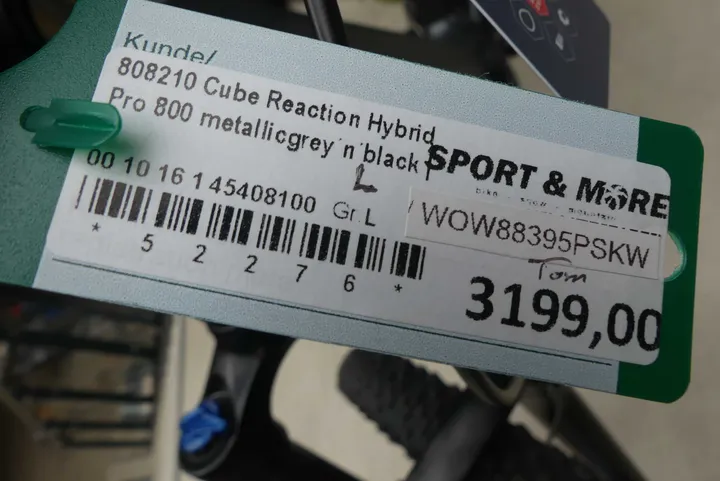 Kunde/
808210 Cube Reaction Hybrid
Pro 800 metallicgrey´n´black
L
00 10 16 1 45408100 Gr. L
* 5 2 2 7 6 *
SPORT & MORE
WOW88395PSKW
Tom
3199,00